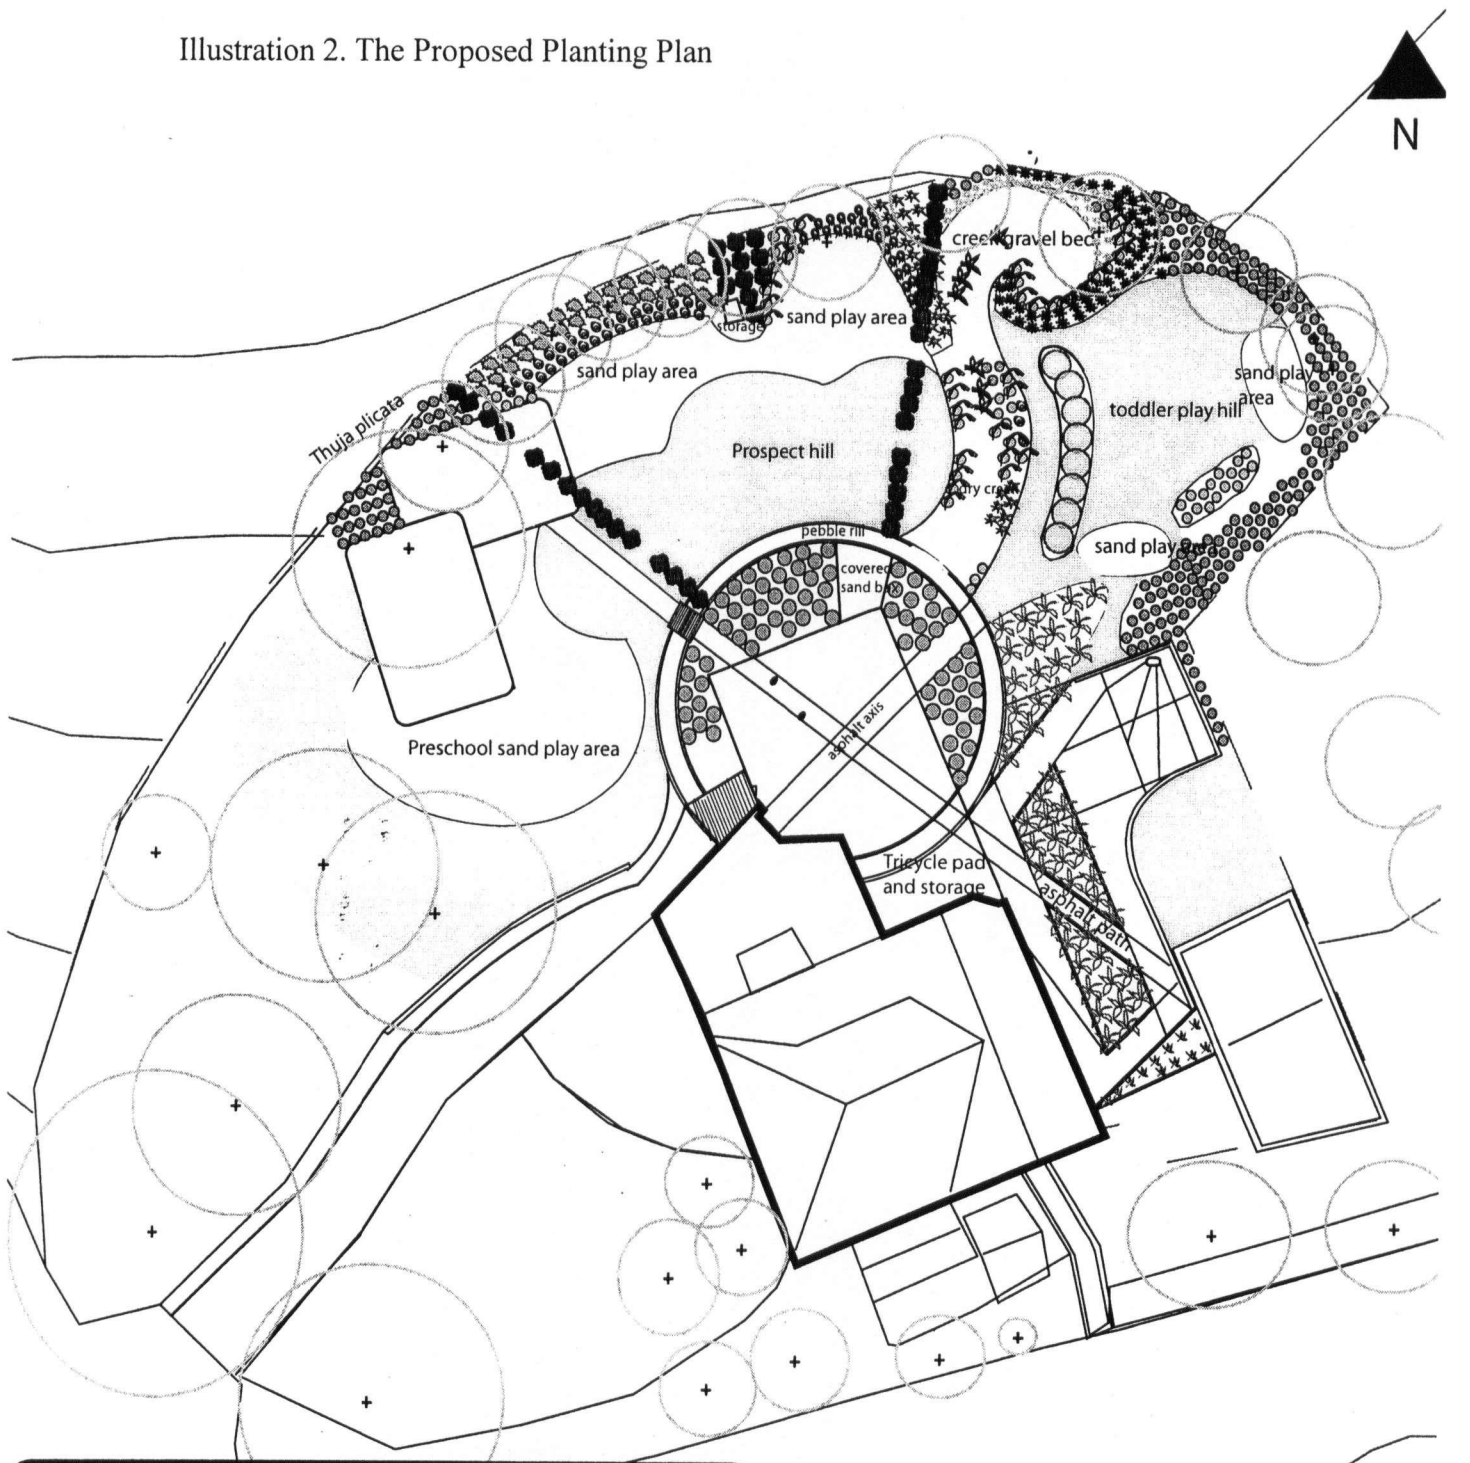 Illustration 2. The Proposed Planting Plan
N
creek gravel bed
sand play area
storage
sand play area
Thuja plicata
sand play
area
toddler play hill
Prospect hill
dry creek
pebble rill
sand play area
covered
sand box
asphalt axis
Preschool sand play area
Tricycle pad
and storage
asphalt path